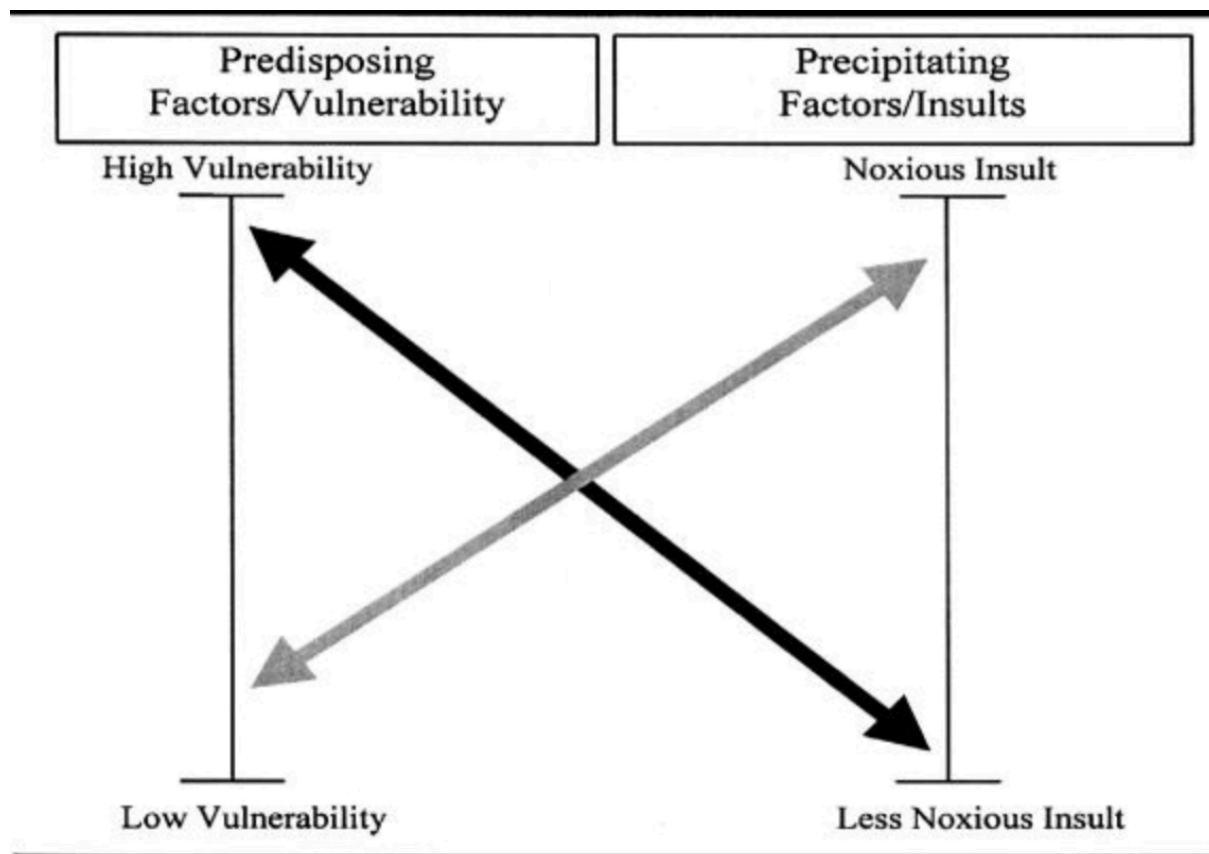 Predisposing
Factors/Vulnerability
Precipitating
Factors/Insults
High Vulnerability
Noxious Insult
Low Vulnerability
Less Noxious Insult